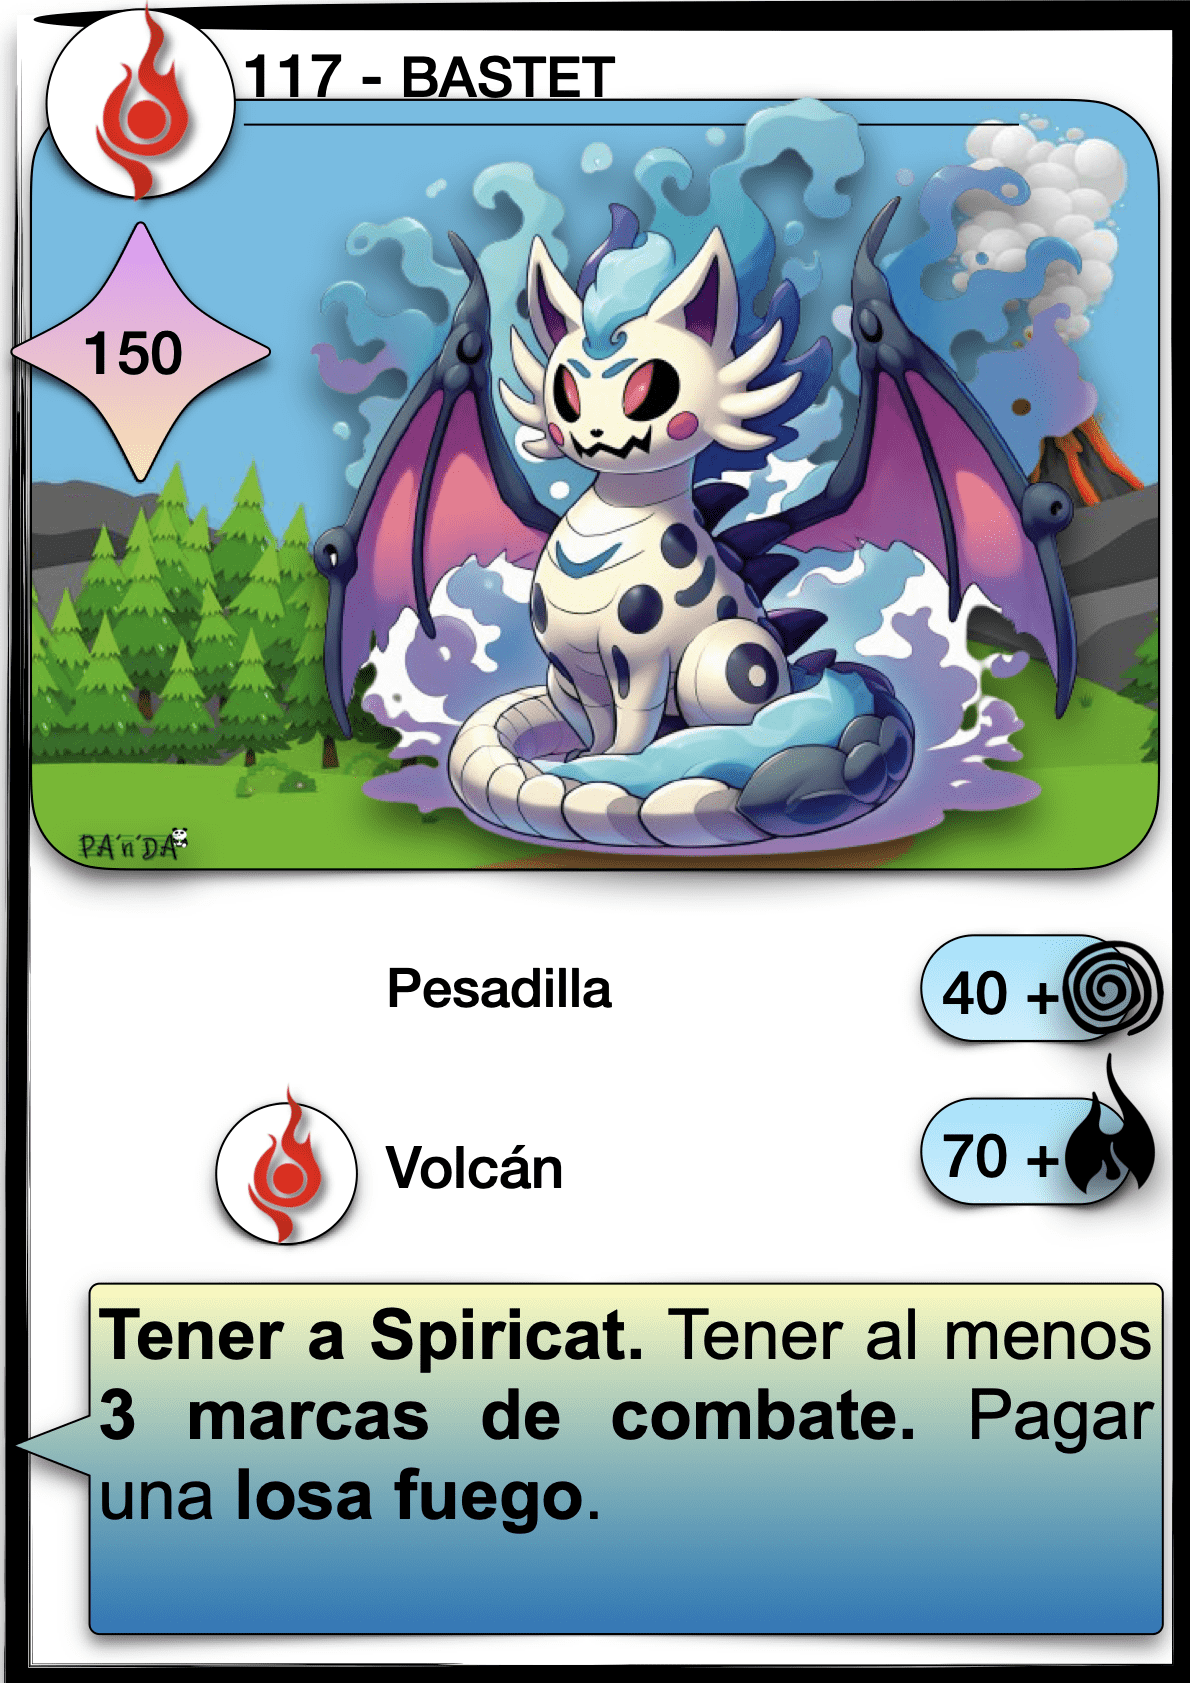 117 - BASTET
150
PA'n'DA
Pesadilla
40 +
Volcán
70 +
Tener a Spiricat. Tener al menos
3 marcas de combate. Pagar
una losa fuego.